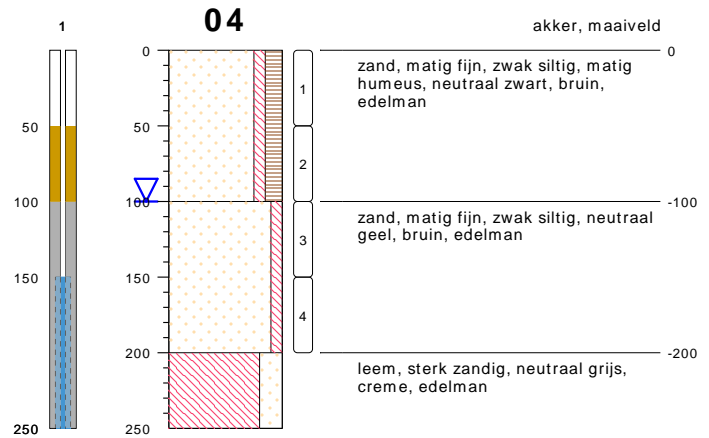 1
04
akker, maaiveld
0
0
zand, matig fijn, zwak siltig, matig
humeus, neutraal zwart, bruin,
edelman
1
50
50
2
100
100
-100
zand, matig fijn, zwak siltig, neutraal
geel, bruin, edelman
3
150
150
4
200
-200
leem, sterk zandig, neutraal grijs,
creme, edelman
250
250